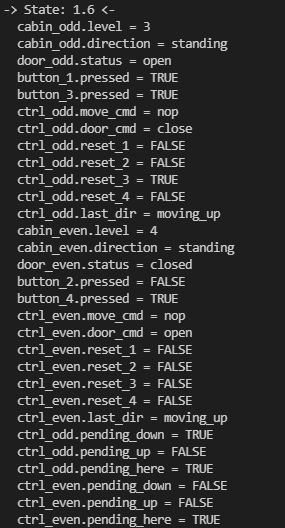 -> State: 1.6 <-
cabin_odd.level = 3
cabin_odd.direction = standing
door_odd.status = open
button_1.pressed = TRUE
button_3.pressed = TRUE
ctrl_odd.move_cmd = nop
ctrl_odd.door_cmd = close
ctrl_odd.reset_1 = FALSE
ctrl_odd.reset_2 = FALSE
ctrl_odd.reset_3 = TRUE
ctrl_odd.reset_4 = FALSE
ctrl_odd.last_dir = moving_up
cabin_even.level = 4
cabin_even.direction = standing
door_even.status = closed
button_2.pressed = FALSE
button_4.pressed = TRUE
ctrl_even.move_cmd = nop
ctrl_even.door_cmd = open
ctrl_even.reset_1 = FALSE
ctrl_even.reset_2 = FALSE
ctrl_even.reset_3 = FALSE
ctrl_even.reset_4 = FALSE
ctrl_even.last_dir = moving_up
ctrl_odd.pending_down = TRUE
ctrl_odd.pending_up = FALSE
ctrl_odd.pending_here = TRUE
ctrl_even.pending_down = FALSE
ctrl_even.pending_up = FALSE
ctrl_even.pending_here = TRUE